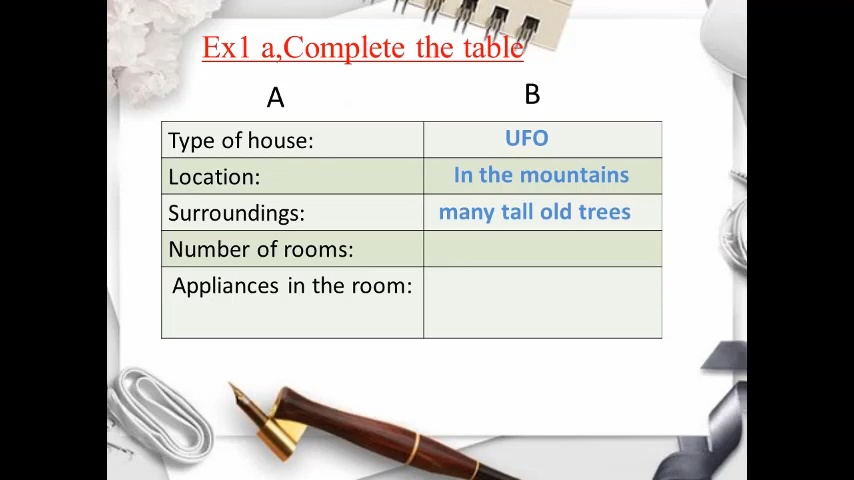 Ex1 a,Complete the table
A B
Type of house: UFO
Location: In the mountains
Surroundings: many tall old trees
Number of rooms:
Appliances in the room: